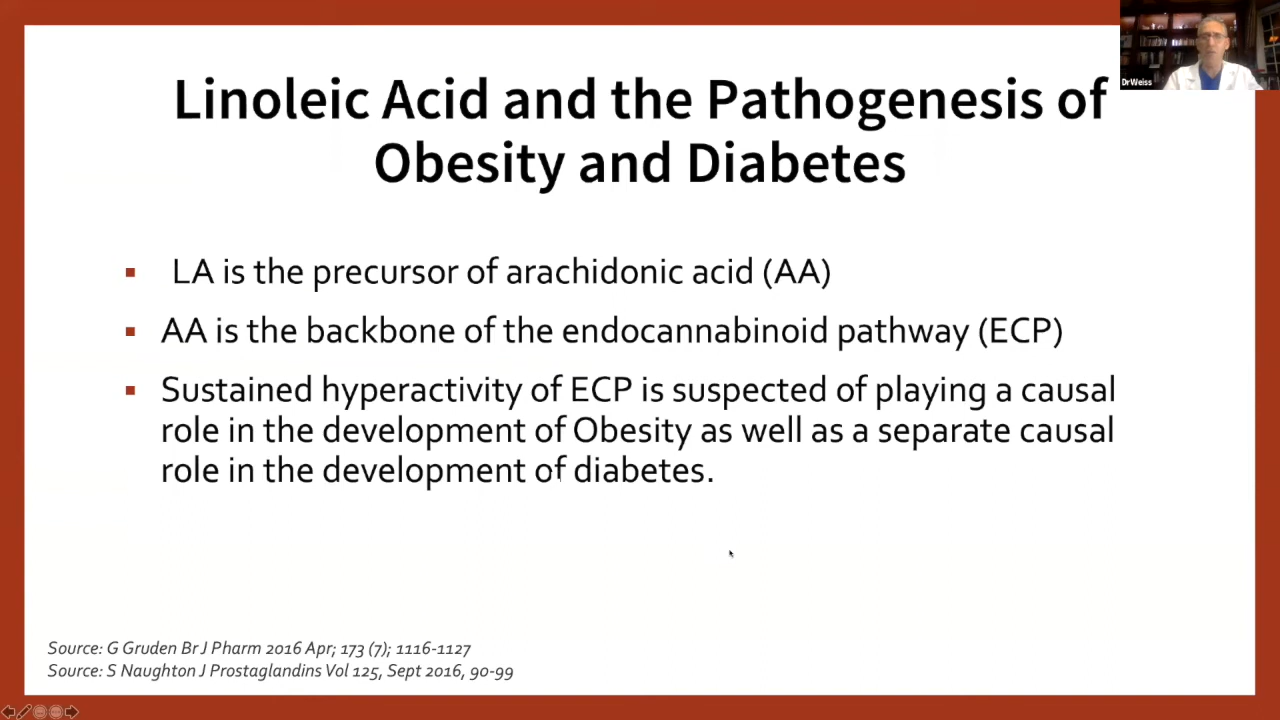 Linoleic Acid and the Pathogenesis of
Obesity and Diabetes
DrWeiss
▪ LA is the precursor of arachidonic acid (AA)
▪ AA is the backbone of the endocannabinoid pathway (ECP)
▪ Sustained hyperactivity of ECP is suspected of playing a causal
role in the development of Obesity as well as a separate causal
role in the development of diabetes.
Source: G Gruden Br J Pharm 2016 Apr; 173 (7); 1116-1127
Source: S Naughton J Prostaglandins Vol 125, Sept 2016, 90-99